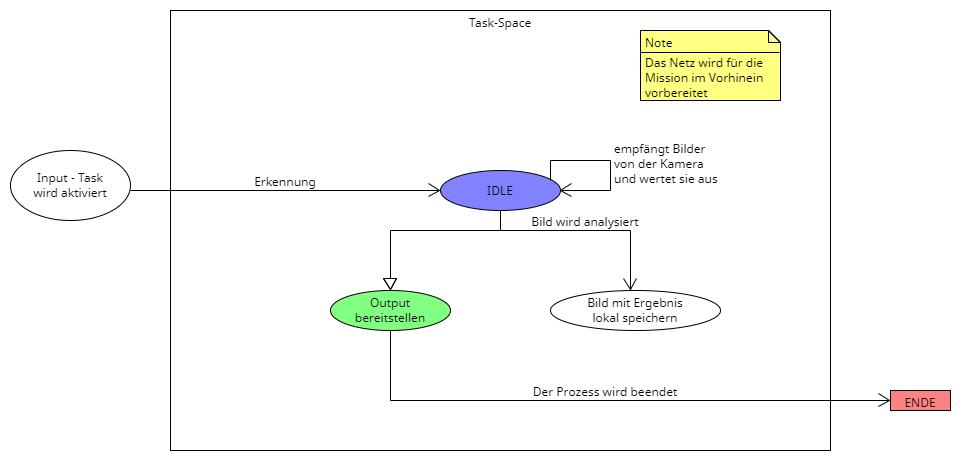 Task-Space
Note
Das Netz wird für die
Mission im Vorhinein
vorbereitet
empfängt Bilder
von der Kamera
und wertet sie aus
Input - Task
wird aktiviert
Erkennung
IDLE
Bild wird analysiert
Output
bereitstellen
Bild mit Ergebnis
lokal speichern
Der Prozess wird beendet
ENDE